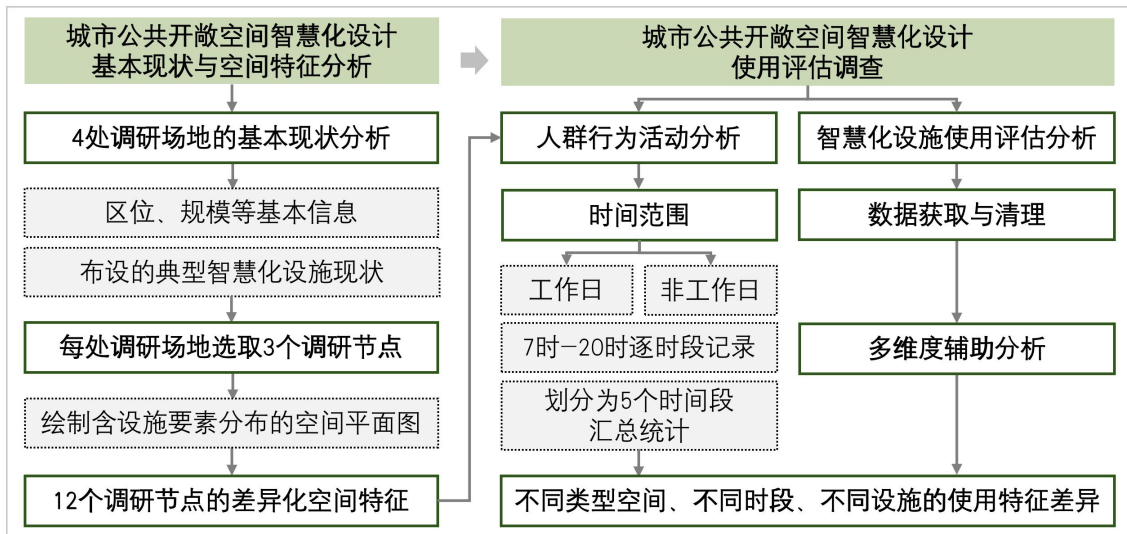 城市公共开敞空间智慧化设计
基本现状与空间特征分析
4处调研场地的基本现状分析
区位、规模等基本信息
布设的典型智慧化设施现状
每处调研场地选取3个调研节点
绘制含设施要素分布的空间平面图
12个调研节点的差异化空间特征
城市公共开敞空间智慧化设计
使用评估调查
人群行为活动分析
时间范围
工作日
非工作日
7时—20时逐时段记录
划分为5个时间段
汇总统计
智慧化设施使用评估分析
数据获取与清理
多维度辅助分析
不同类型空间、不同时段、不同设施的使用特征差异